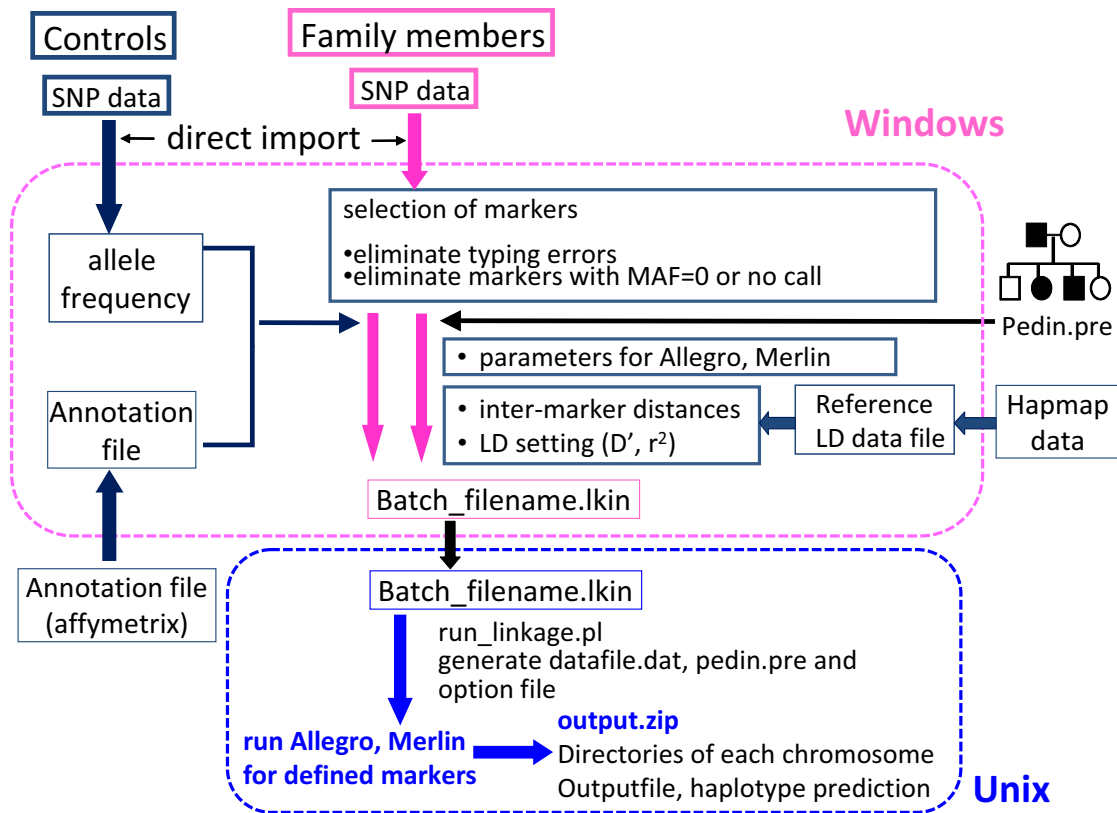 Controls
Family members
SNP data
SNP data
direct import
Windows
selection of markers
•eliminate typing errors
•eliminate markers with MAF=0 or no call
allele
frequency
Pedin.pre
• parameters for Allegro, Merlin
Annotation
file
• inter-marker distances
• LD setting (D’, r²)
Reference
LD data file
Hapmap
data
Batch_filename.lkin
Annotation file
(affymetrix)
Batch_filename.lkin
run_linkage.pl
generate datafile.dat, pedin.pre and
option file
run Allegro, Merlin
for defined markers
output.zip
Directories of each chromosome
Outputfile, haplotype prediction
Unix